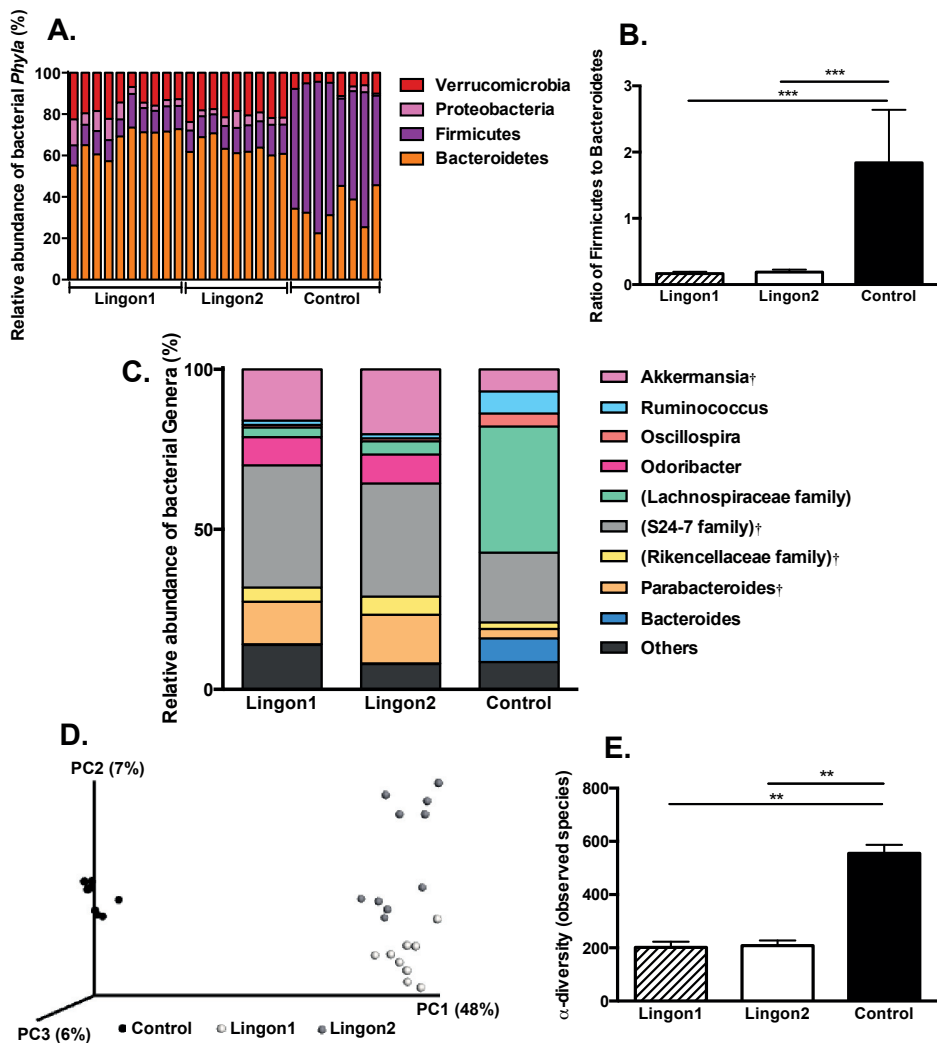 A.
Relative abundance of bacterial Phyla (%)
100
80
60
40
20
0
Lingon1
Lingon2
Control
Verrucomicrobia
Proteobacteria
Firmicutes
Bacteroidetes
B.
Ratio of Firmicutes to Bacteroidetes
3
2
1
0
***
***
Lingon1
Lingon2
Control
C.
Relative abundance of bacterial Genera (%)
100
50
0
Lingon1
Lingon2
Control
Akkermansia†
Ruminococcus
Oscillospira
Odoribacter
(Lachnospiraceae family)
(S24-7 family)†
(Rikencellaceae family)†
Parabacteroides†
Bacteroides
Others
D.
PC2 (7%)
PC1 (48%)
PC3 (6%)
Control
Lingon1
Lingon2
E.
α-diversity (observed species)
800
600
400
200
0
**
**
Lingon1
Lingon2
Control